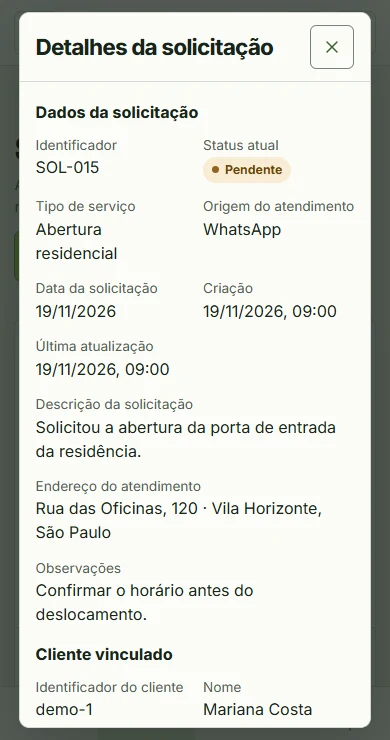 Detalhes da solicitação
Dados da solicitação
Identificador
SOL-015
Status atual
Pendente
Tipo de serviço
Abertura
residencial
Origem do atendimento
WhatsApp
Data da solicitação
19/11/2026
Criação
19/11/2026, 09:00
Última atualização
19/11/2026, 09:00
Descrição da solicitação
Solicitou a abertura da porta de entrada
da residência.
Endereço do atendimento
Rua das Oficinas, 120 · Vila Horizonte,
São Paulo
Observações
Confirmar o horário antes do
deslocamento.
Cliente vinculado
Identificador do cliente
demo-1
Nome
Mariana Costa